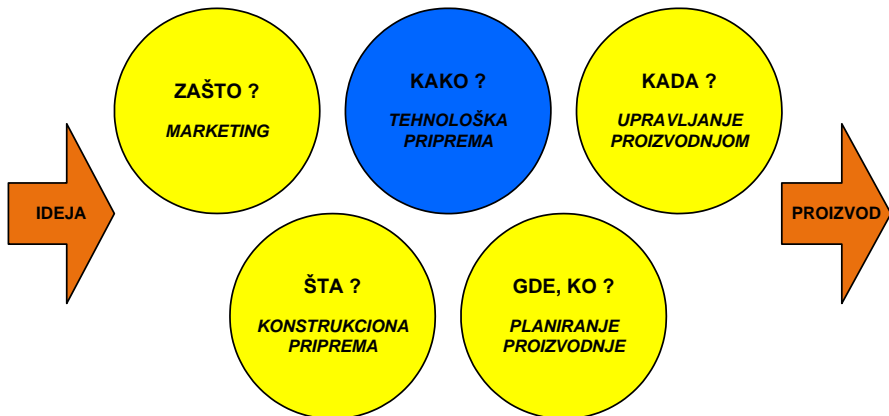 IDEJA
ZAŠTO ?
MARKETING
ŠTA ?
KONSTRUKCIONA
PRIPREMA
KAKO ?
TEHNOLOŠKA
PRIPREMA
GDE, KO ?
PLANIRANJE
PROIZVODNJE
KADA ?
UPRAVLJANJE
PROIZVODNJOM
PROIZVOD